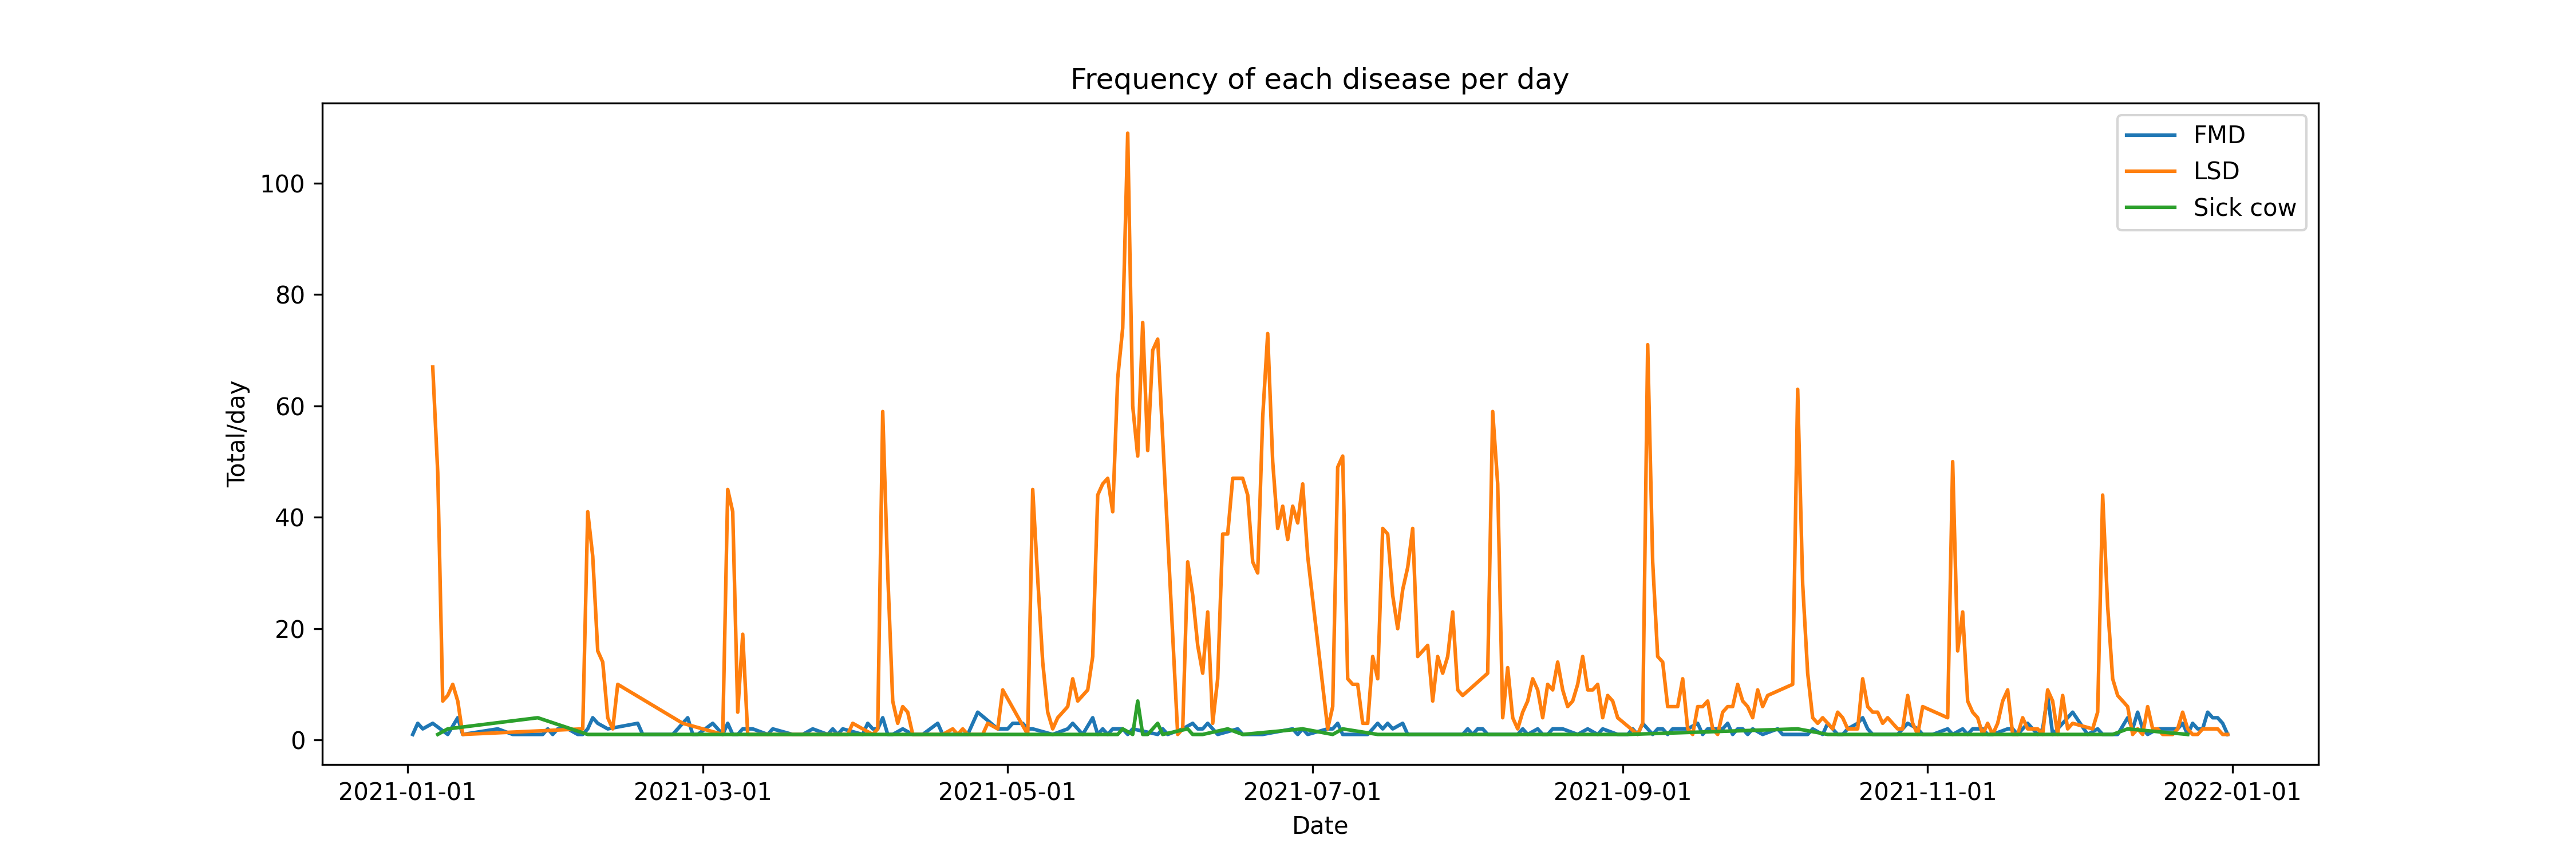 Frequency of each disease per day
FMD
LSD
Sick cow
Total/day
100
80
60
40
20
0
2021-01-01
2021-03-01
2021-05-01
2021-07-01
2021-09-01
2021-11-01
2022-01-01
Date